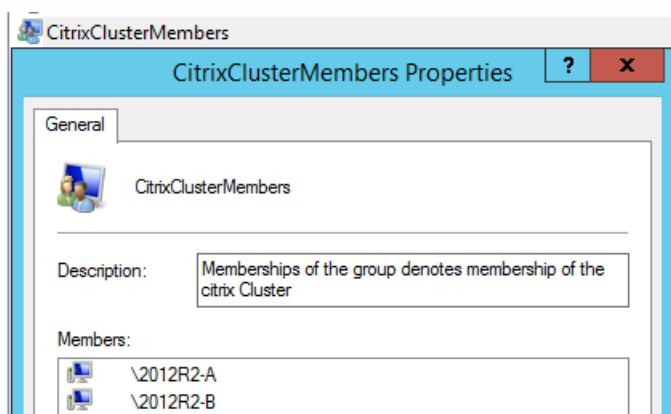 CitrixClusterMembers
CitrixClusterMembers Properties
?
x
General
CitrixClusterMembers
Description:
Memberships of the group denotes membership of the
citrix Cluster
Members:
\2012R2-A
\2012R2-B